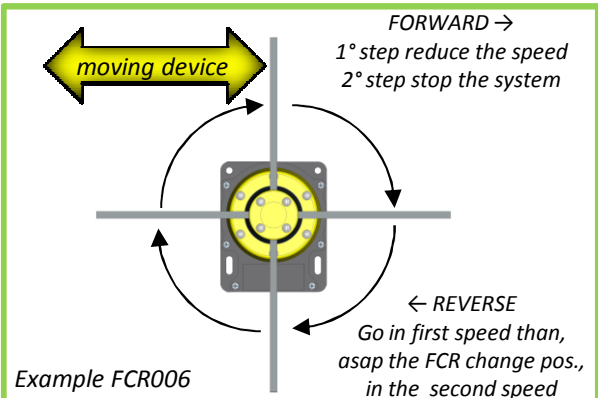 moving device
FORWARD →
1° step reduce the speed
2° step stop the system
← REVERSE
Go in first speed than,
asap the FCR change pos.,
in the second speed
Example FCR006